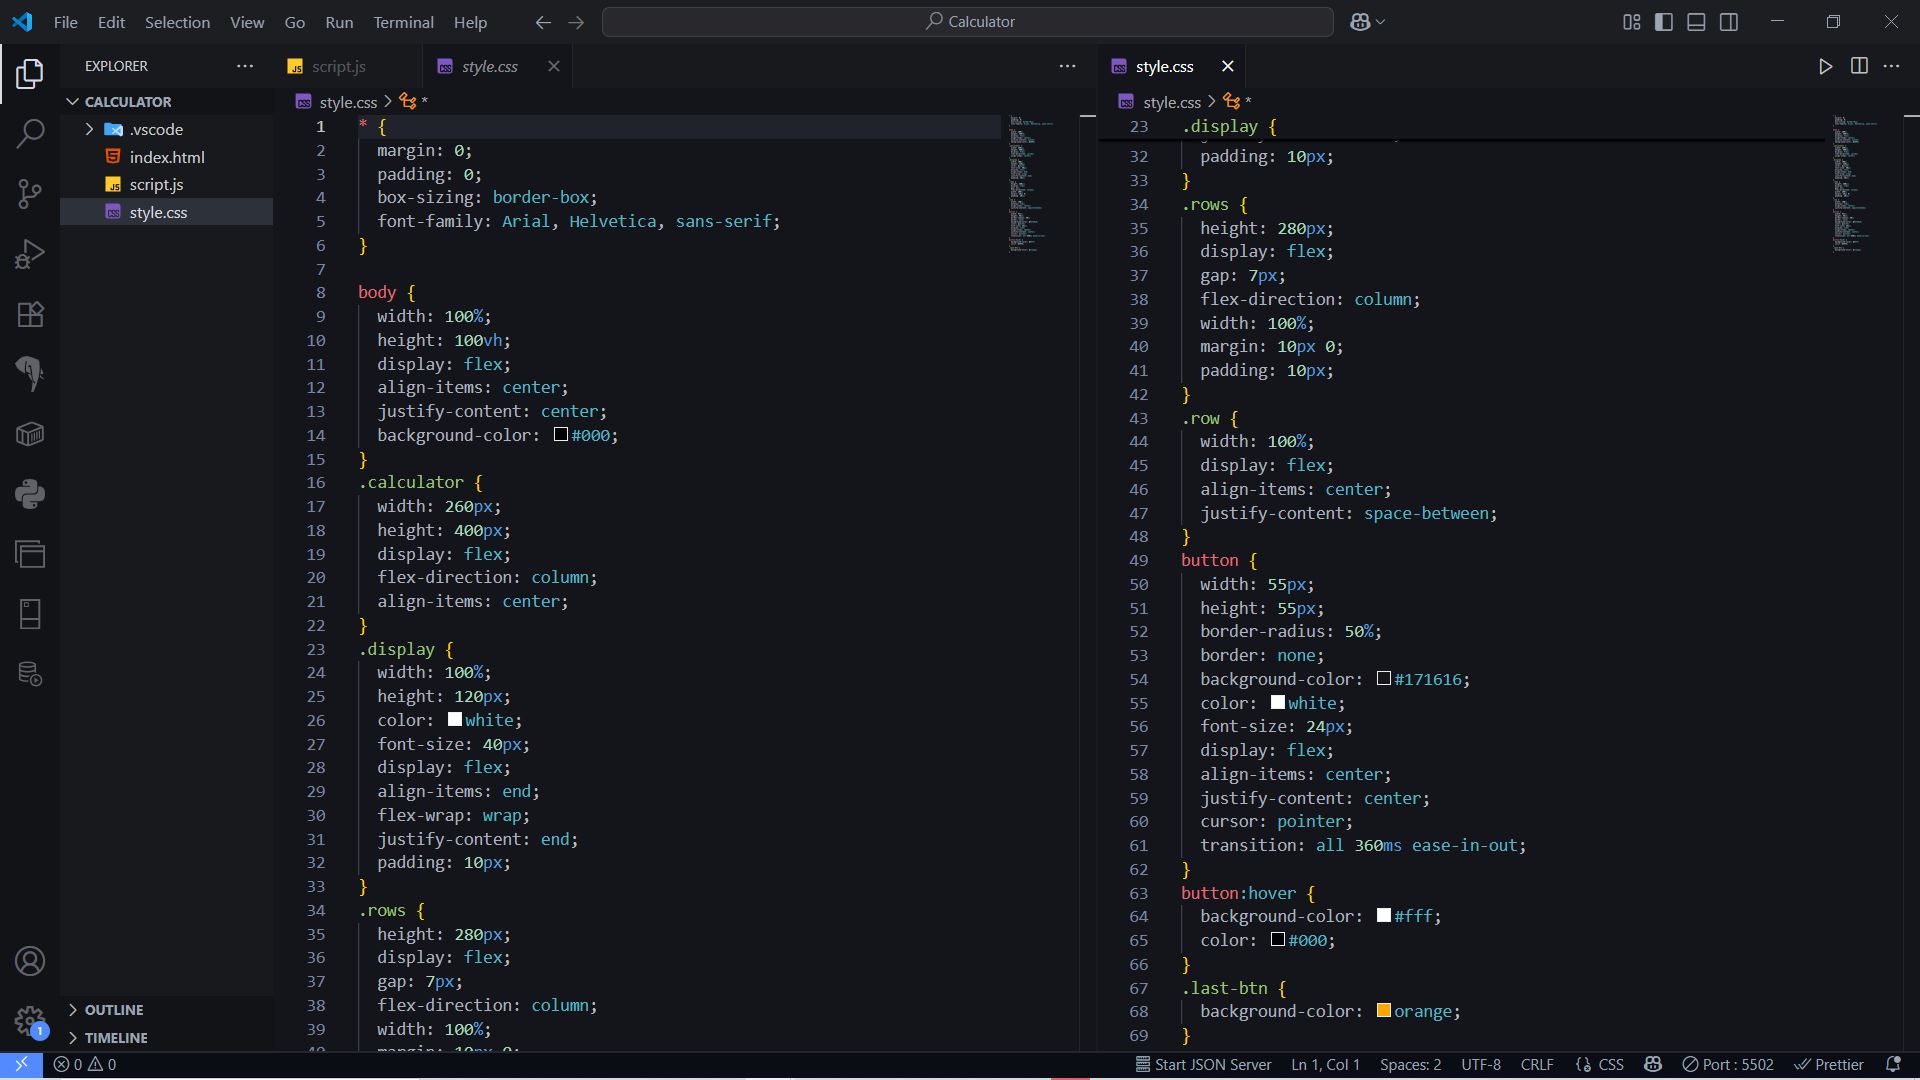 File Edit Selection View Go Run Terminal Help
Calculator
EXPLORER
CALCULATOR
.vscode
index.html
script.js
style.css
OUTLINE
TIMELINE
script.js
style.css
style.css > *
1 * {
2 margin: 0;
3 padding: 0;
4 box-sizing: border-box;
5 font-family: Arial, Helvetica, sans-serif;
6 }
7
8 body {
9 width: 100%;
10 height: 100vh;
11 display: flex;
12 align-items: center;
13 justify-content: center;
14 background-color: #000;
15 }
16 .calculator {
17 width: 260px;
18 height: 400px;
19 display: flex;
20 flex-direction: column;
21 align-items: center;
22 }
23 .display {
24 width: 100%;
25 height: 120px;
26 color: white;
27 font-size: 40px;
28 display: flex;
29 align-items: end;
30 flex-wrap: wrap;
31 justify-content: end;
32 padding: 10px;
33 }
34 .rows {
35 height: 280px;
36 display: flex;
37 gap: 7px;
38 flex-direction: column;
39 width: 100%;
40 margin: 10px 0;
style.css
style.css > *
23 .display {
32 padding: 10px;
33 }
34 .rows {
35 height: 280px;
36 display: flex;
37 gap: 7px;
38 flex-direction: column;
39 width: 100%;
40 margin: 10px 0;
41 padding: 10px;
42 }
43 .row {
44 width: 100%;
45 display: flex;
46 align-items: center;
47 justify-content: space-between;
48 }
49 button {
50 width: 55px;
51 height: 55px;
52 border-radius: 50%;
53 border: none;
54 background-color: #171616;
55 color: white;
56 font-size: 24px;
57 display: flex;
58 align-items: center;
59 justify-content: center;
60 cursor: pointer;
61 transition: all 360ms ease-in-out;
62 }
63 button:hover {
64 background-color: #fff;
65 color: #000;
66 }
67 .last-btn {
68 background-color: orange;
69 }
1
0 0
Start JSON Server Ln 1, Col 1 Spaces: 2 UTF-8 CRLF {} CSS Port : 5502 Prettier